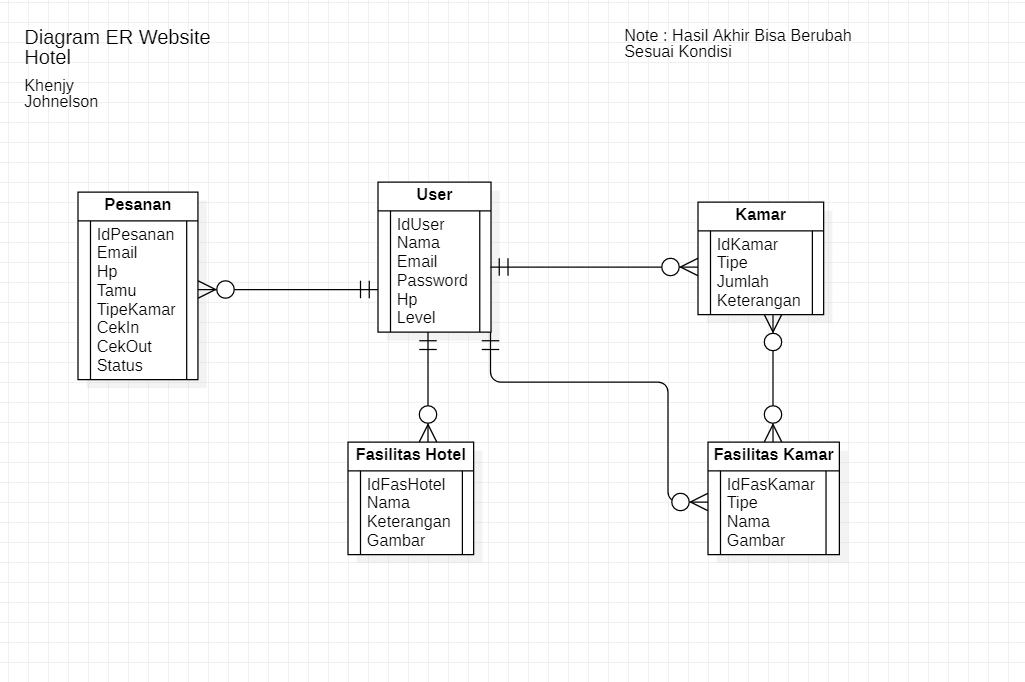 Diagram ER Website
Hotel
Khenjy
Johnelson
Note : Hasil Akhir Bisa Berubah
Sesuai Kondisi
Pesanan
IdPesanan
Email
Hp
Tamu
TipeKamar
CekIn
CekOut
Status
User
IdUser
Nama
Email
Password
Hp
Level
Kamar
IdKamar
Tipe
Jumlah
Keterangan
Fasilitas Hotel
IdFasHotel
Nama
Keterangan
Gambar
Fasilitas Kamar
IdFasKamar
Tipe
Nama
Gambar